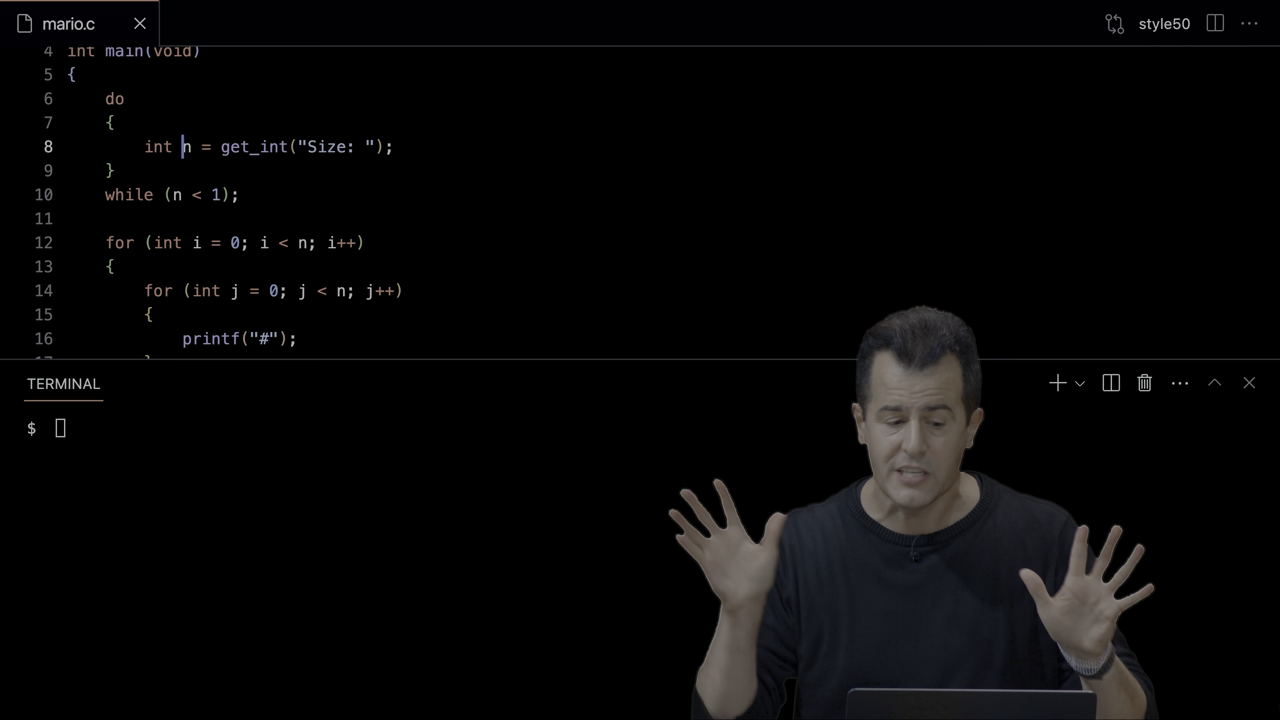 mario.c
style50
4 int main(void)
5 {
6 do
7 {
8 int n = get_int("Size: ");
9 }
10 while (n < 1);
11
12 for (int i = 0; i < n; i++)
13 {
14 for (int j = 0; j < n; j++)
15 {
16 printf("#");
17 }
TERMINAL
$